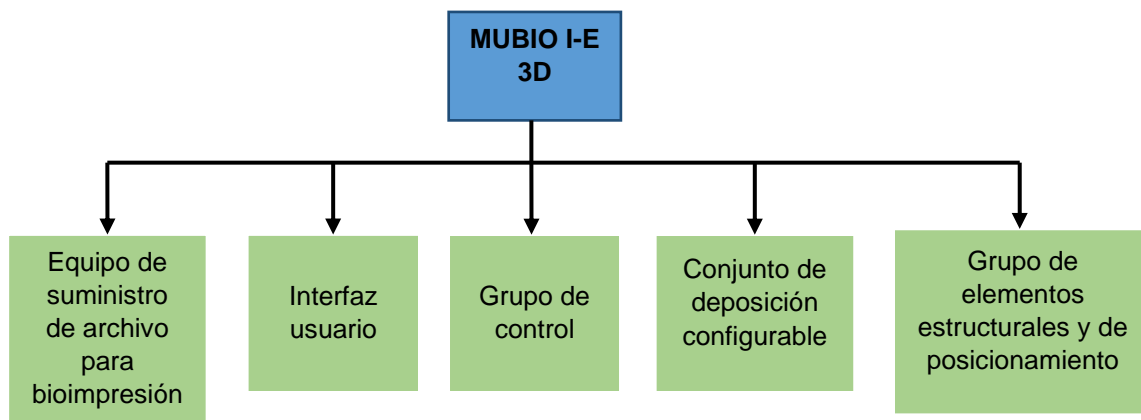 MUBIO I-E
3D
Equipo de
suministro
de archivo
para
bioimpresión
Interfaz
usuario
Grupo de
control
Conjunto de
deposición
configurable
Grupo de
elementos
estructurales y de
posicionamiento